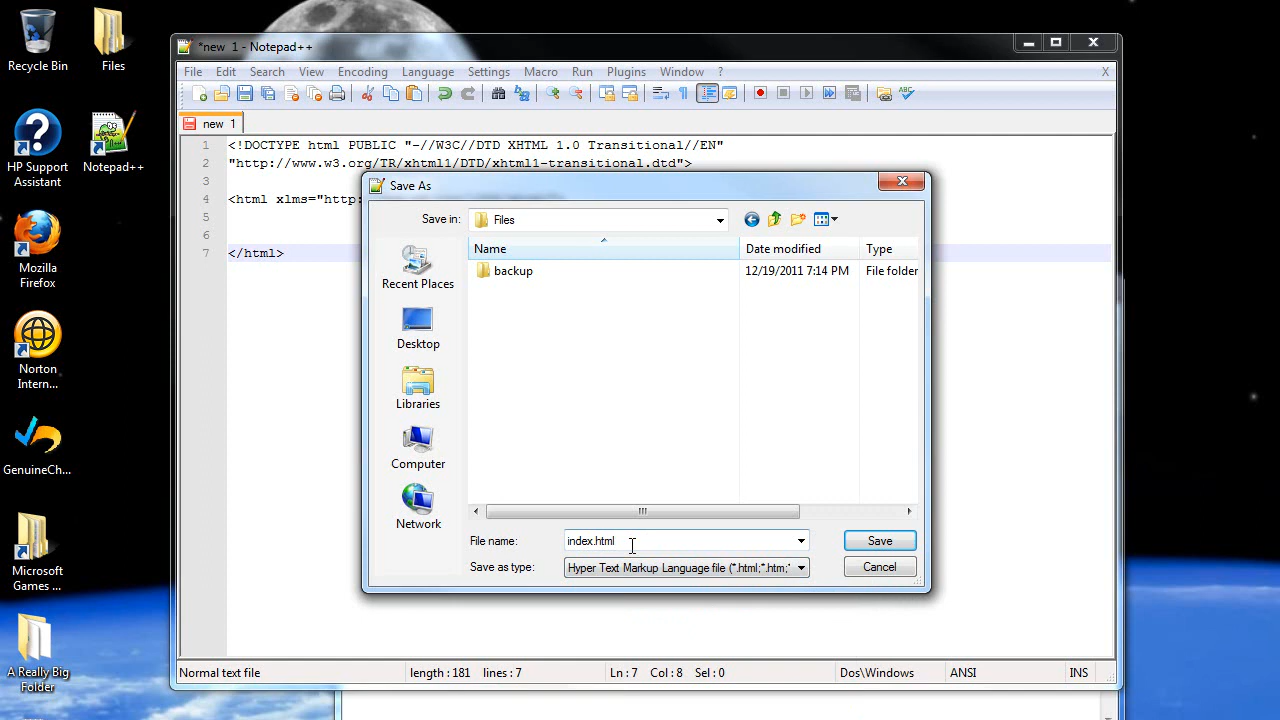 Recycle Bin
Files
HP Support
Assistant
Notepad++
Mozilla
Firefox
Norton
Intern...
GenuineCh...
Microsoft
Games ...
A Really Big
Folder
*new 1 - Notepad++
File Edit Search View Encoding Language Settings Macro Run Plugins Window ? X
new 1
1 <!DOCTYPE html PUBLIC "-//W3C//DTD XHTML 1.0 Transitional//EN"
2 "http://www.w3.org/TR/xhtml1/DTD/xhtml1-transitional.dtd">
3
4 <html xlms="http:
5
6
7 </html>
Save As
Save in: Files
Name Date modified Type
backup 12/19/2011 7:14 PM File folder
Recent Places
Desktop
Libraries
Computer
Network
File name: index.html Save
Save as type: Hyper Text Markup Language file (*.html;*.htm;* Cancel
Normal text file length : 181 lines : 7 Ln : 7 Col : 8 Sel : 0 Dos\Windows ANSI INS